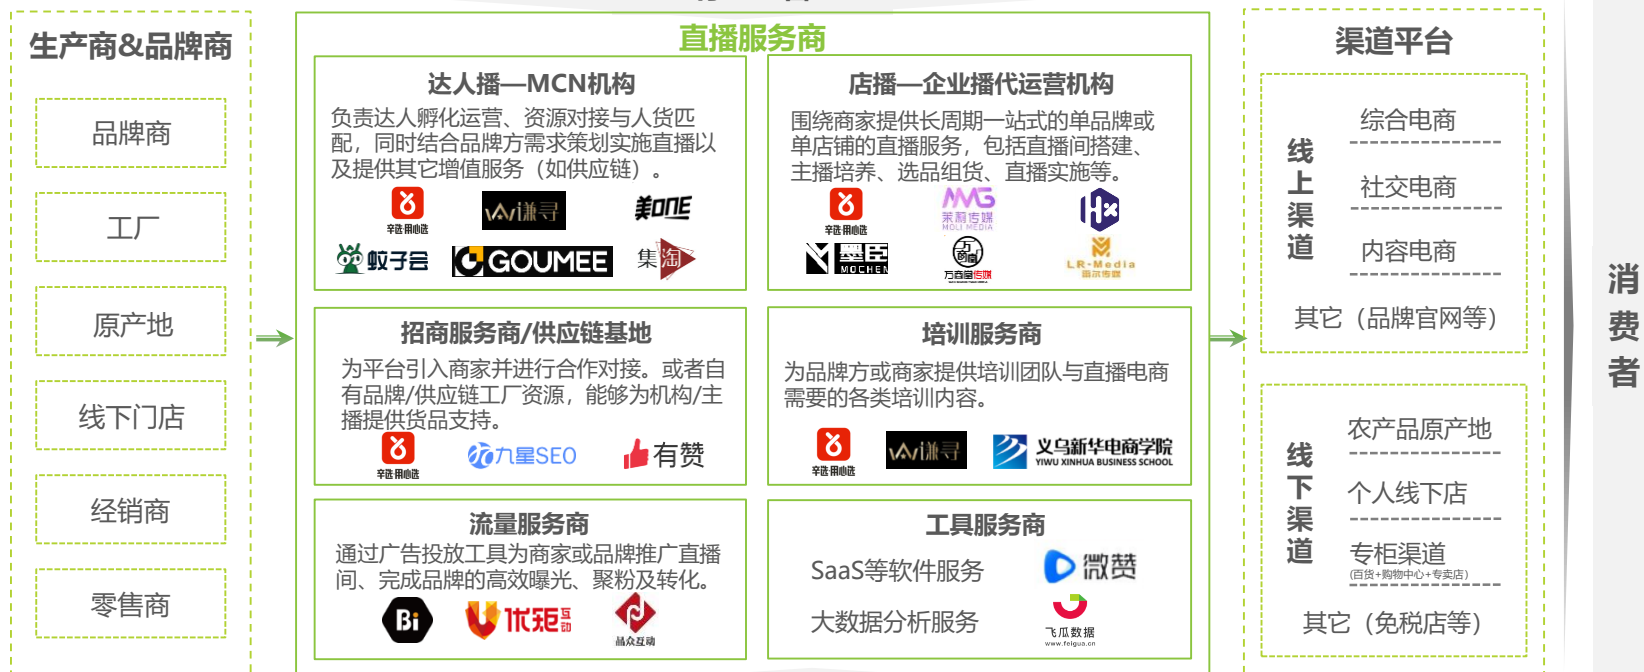 生产商&品牌商
品牌商
工厂
原产地
线下门店
经销商
零售商
直播服务商
达人播—MCN机构
负责达人孵化运营、资源对接与人货匹
配，同时结合品牌方需求策划实施直播以
及提供其它增值服务（如供应链）。
辛选·用心选
谦寻
美ONE
蚊子会
GOUMEE
集淘
店播—企业播代运营机构
围绕商家提供长周期一站式的单品牌或
单店铺的直播服务，包括直播间搭建、
主播培养、选品组货、直播实施等。
辛选·用心选
茉莉传媒
MOLI MEDIA
墨臣
MOCHEN
LR-Media
招商服务商/供应链基地
为平台引入商家并进行合作对接。或者自
有品牌/供应链工厂资源，能够为机构/主
播提供货品支持。
辛选·用心选
九星SEO
有赞
培训服务商
为品牌方或商家提供培训团队与直播电商
需要的各类培训内容。
辛选·用心选
谦寻
义乌新华电商学院
YIWU XINHUA BUSINESS SCHOOL
流量服务商
通过广告投放工具为商家或品牌推广直播
间、完成品牌的高效曝光、聚粉及转化。
Bi
优矩互动
品众互动
工具服务商
SaaS等软件服务
微赞
大数据分析服务
飞瓜数据
www.feigua.cn
渠道平台
线上渠道
综合电商
社交电商
内容电商
其它（品牌官网等）
线下渠道
农产品原产地
个人线下店
专柜渠道
(百货+购物中心+专卖店)
其它（免税店等）
消费者